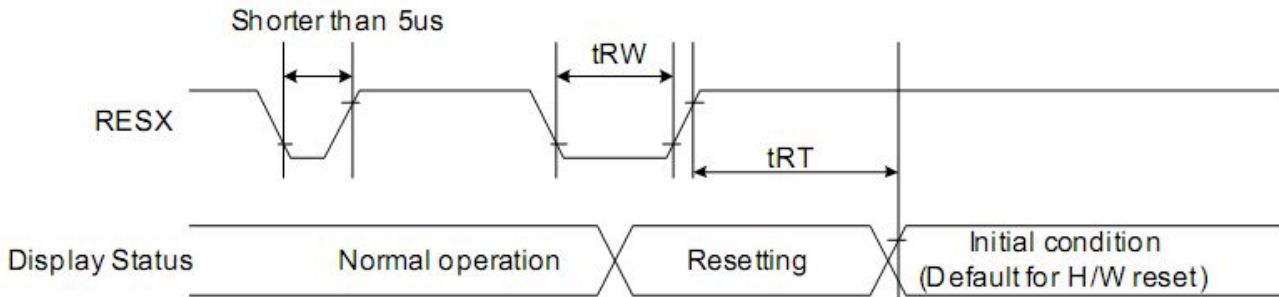 Shorter than 5us
tRW
RESX
tRT
Display Status
Normal operation
Resetting
Initial condition
(Default for H/W reset)